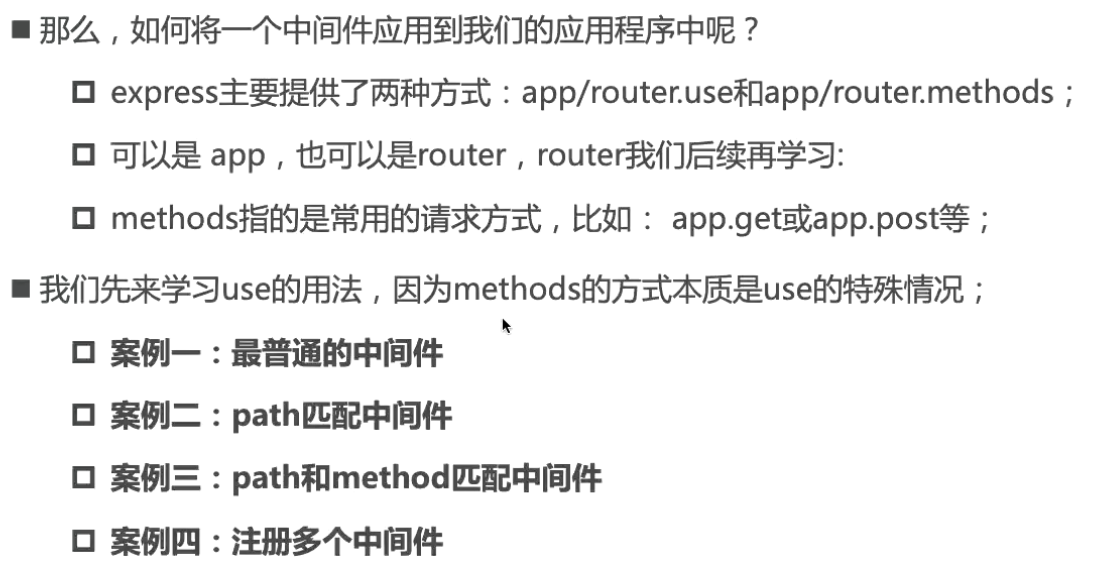 ■ 那么，如何将一个中间件应用到我们的应用程序中呢？
□ express主要提供了两种方式：app/router.use和app/router.methods；
□ 可以是 app，也可以是router，router我们后续再学习:
□ methods指的是常用的请求方式，比如： app.get或app.post等；
■ 我们先来学习use的用法，因为methods的方式本质是use的特殊情况；
□ 案例一：最普通的中间件
□ 案例二：path匹配中间件
□ 案例三：path和method匹配中间件
□ 案例四：注册多个中间件